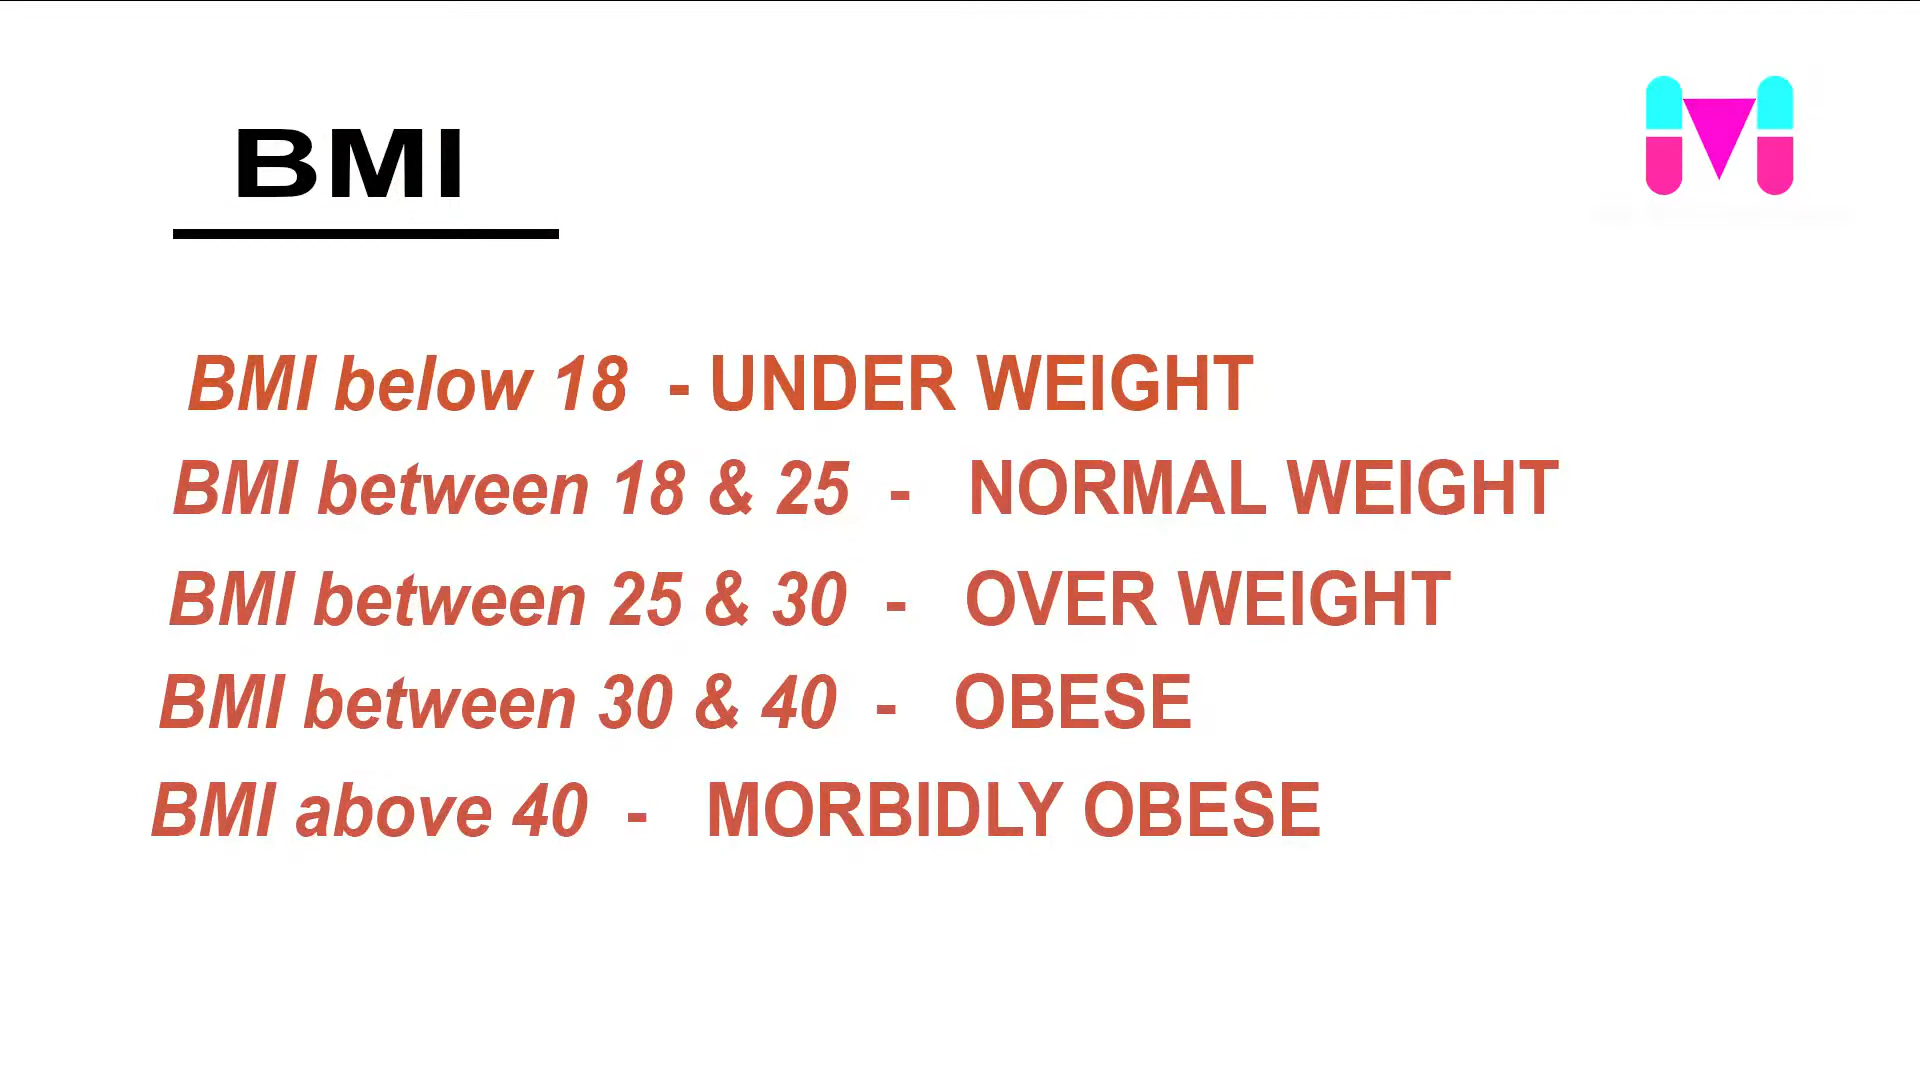 BMI
BMI below 18 - UNDER WEIGHT
BMI between 18 & 25 - NORMAL WEIGHT
BMI between 25 & 30 - OVER WEIGHT
BMI between 30 & 40 - OBESE
BMI above 40 - MORBIDLY OBESE